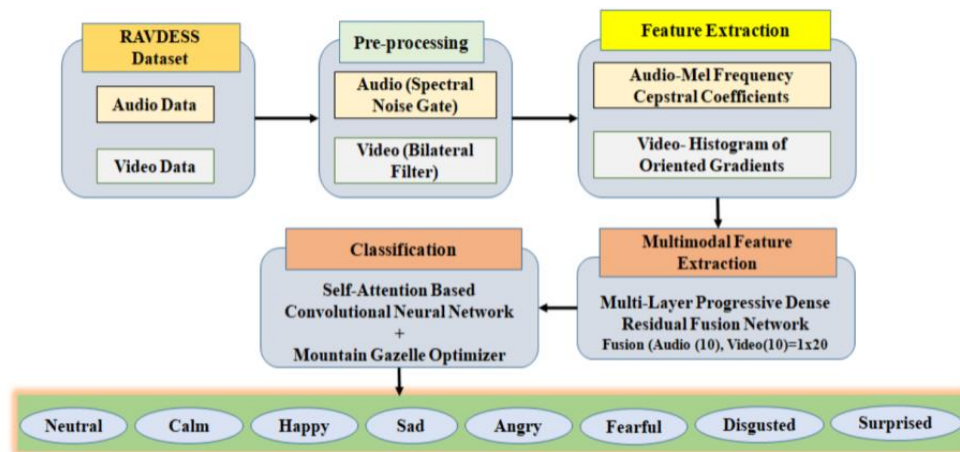 RAVDESS
Dataset
Audio Data
Video Data
Pre-processing
Audio (Spectral
Noise Gate)
Video (Bilateral
Filter)
Feature Extraction
Audio-Mel Frequency
Cepstral Coefficients
Video- Histogram of
Oriented Gradients
Multimodal Feature
Extraction
Multi-Layer Progressive Dense
Residual Fusion Network
Fusion (Audio (10), Video(10)=1x20
Classification
Self-Attention Based
Convolutional Neural Network
+
Mountain Gazelle Optimizer
Neutral
Calm
Happy
Sad
Angry
Fearful
Disgusted
Surprised